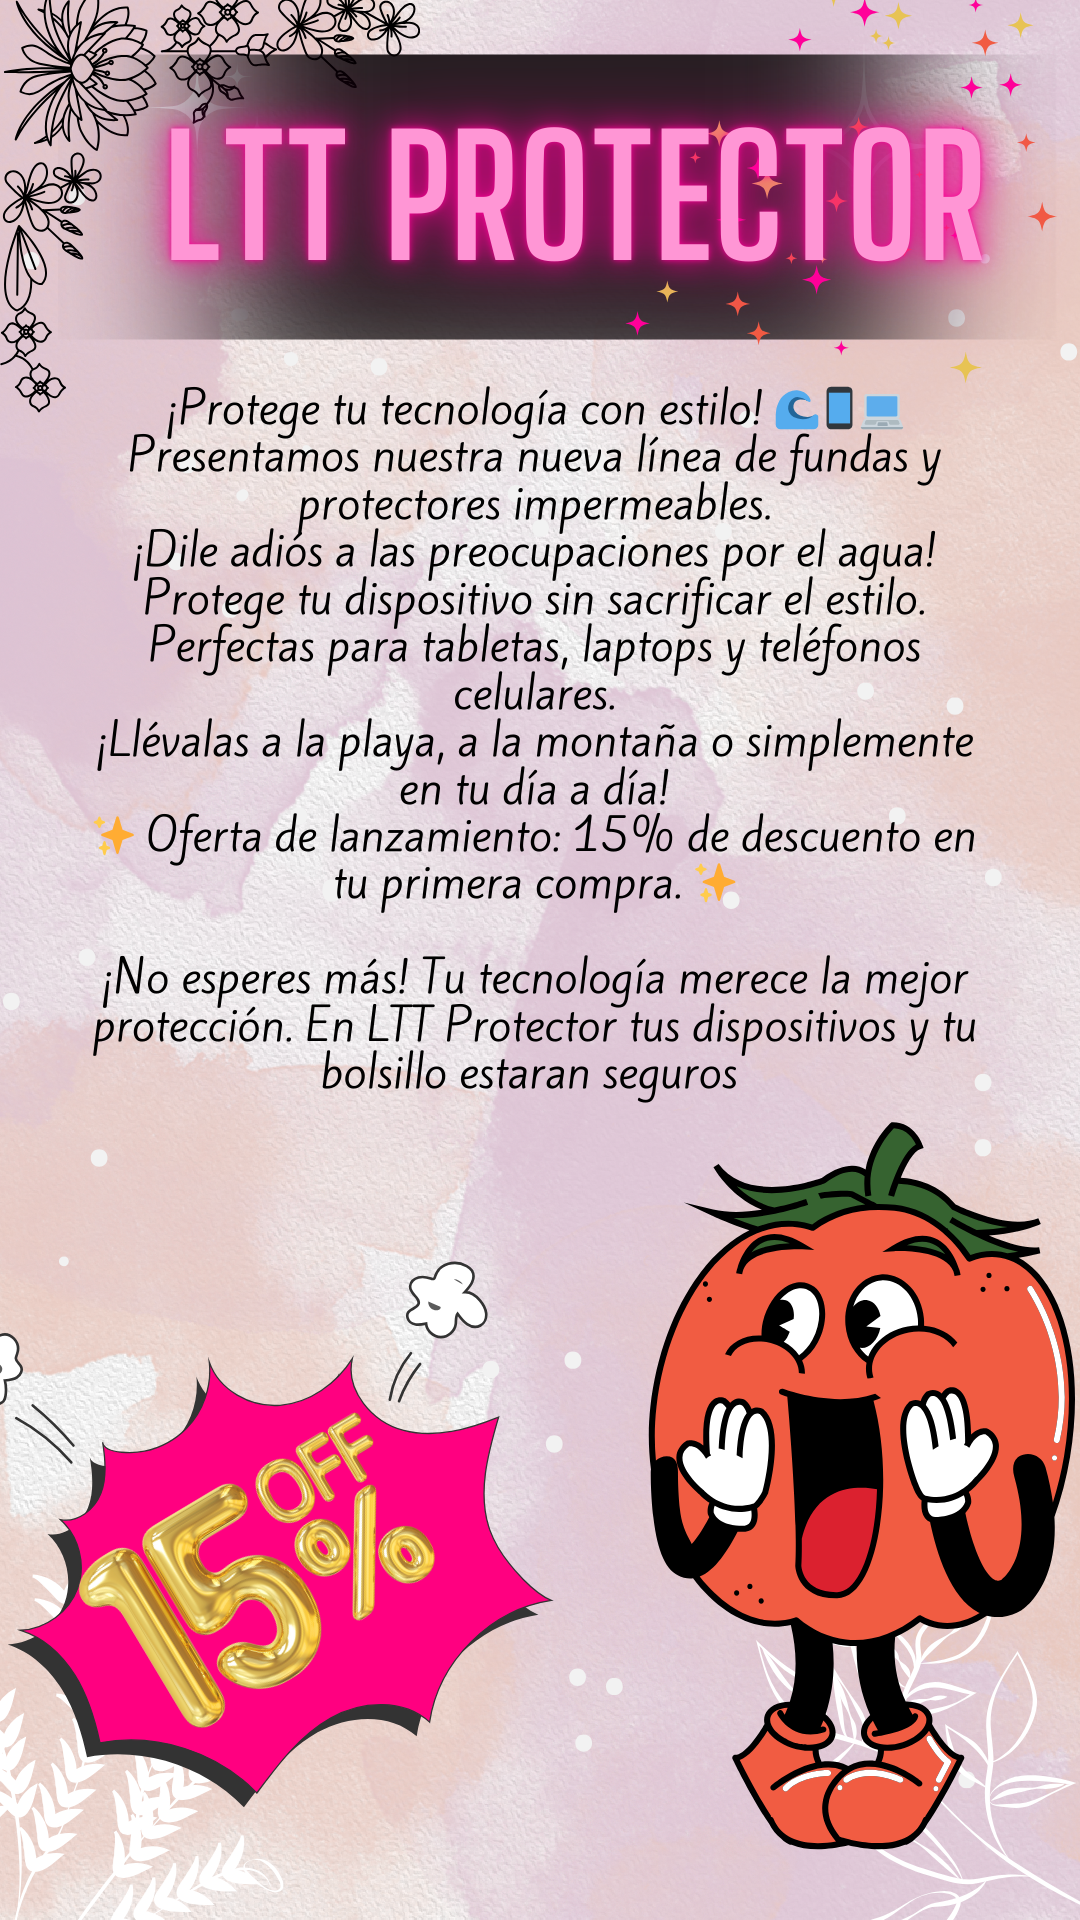 LTT PROTECTOR
¡Protege tu tecnología con estilo! 🌊📱💻
Presentamos nuestra nueva línea de fundas y
protectores impermeables.
¡Dile adiós a las preocupaciones por el agua!
Protege tu dispositivo sin sacrificar el estilo.
Perfectas para tabletas, laptops y teléfonos
celulares.
¡Llévalas a la playa, a la montaña o simplemente
en tu día a día!
✨ Oferta de lanzamiento: 15% de descuento en
tu primera compra. ✨
¡No esperes más! Tu tecnología merece la mejor
protección. En LTT Protector tus dispositivos y tu
bolsillo estaran seguros
15% OFF